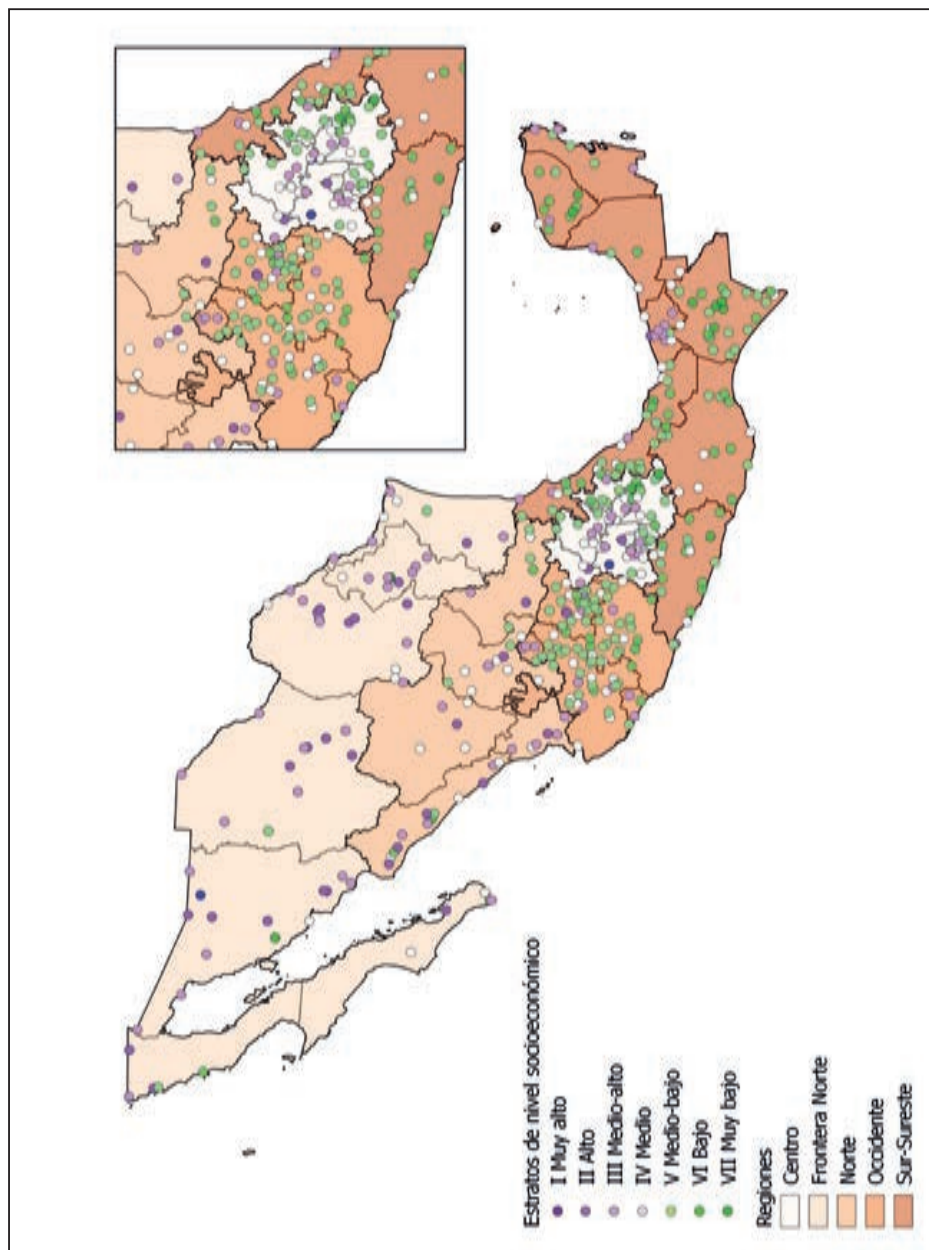 Estratos de nivel socioeconómico
I Muy alto
II Alto
III Medio-alto
IV Medio
V Medio-bajo
VI Bajo
VII Muy bajo
Regiones
Centro
Frontera Norte
Norte
Occidente
Sur-Sureste